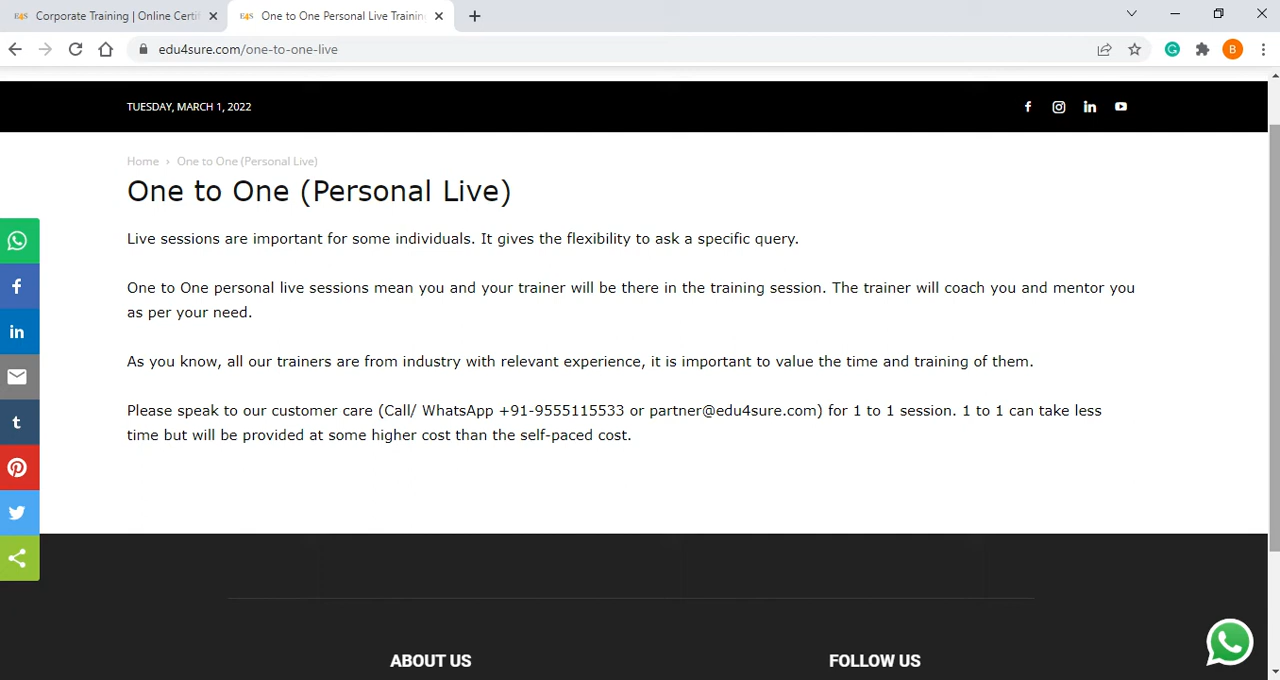 E4S Corporate Training | Online Certif
E4S One to One Personal Live Trainin
edu4sure.com/one-to-one-live
G
B
TUESDAY, MARCH 1, 2022
Home › One to One (Personal Live)
One to One (Personal Live)
Live sessions are important for some individuals. It gives the flexibility to ask a specific query.
One to One personal live sessions mean you and your trainer will be there in the training session. The trainer will coach you and mentor you
as per your need.
As you know, all our trainers are from industry with relevant experience, it is important to value the time and training of them.
Please speak to our customer care (Call/ WhatsApp +91-9555115533 or partner@edu4sure.com) for 1 to 1 session. 1 to 1 can take less
time but will be provided at some higher cost than the self-paced cost.
ABOUT US
FOLLOW US